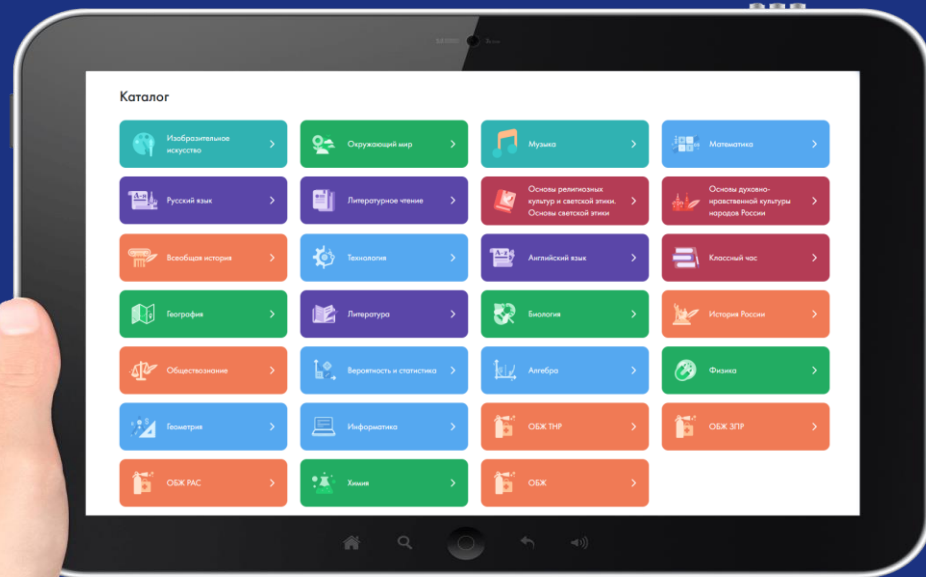 Каталог
Изобразительное
искусство
Окружающий мир
Музыка
Математика
Русский язык
Литературное чтение
Основы религиозных
культур и светской этики.
Основы светской этики
Основы духовно-
нравственной культуры
народов России
Всеобщая история
Технология
Английский язык
Классный час
География
Литература
Биология
История России
Обществознание
Вероятность и статистика
Алгебра
Физика
Геометрия
Информатика
ОБЖ ТНР
ОБЖ ЗПР
ОБЖ РАС
Химия
ОБЖ